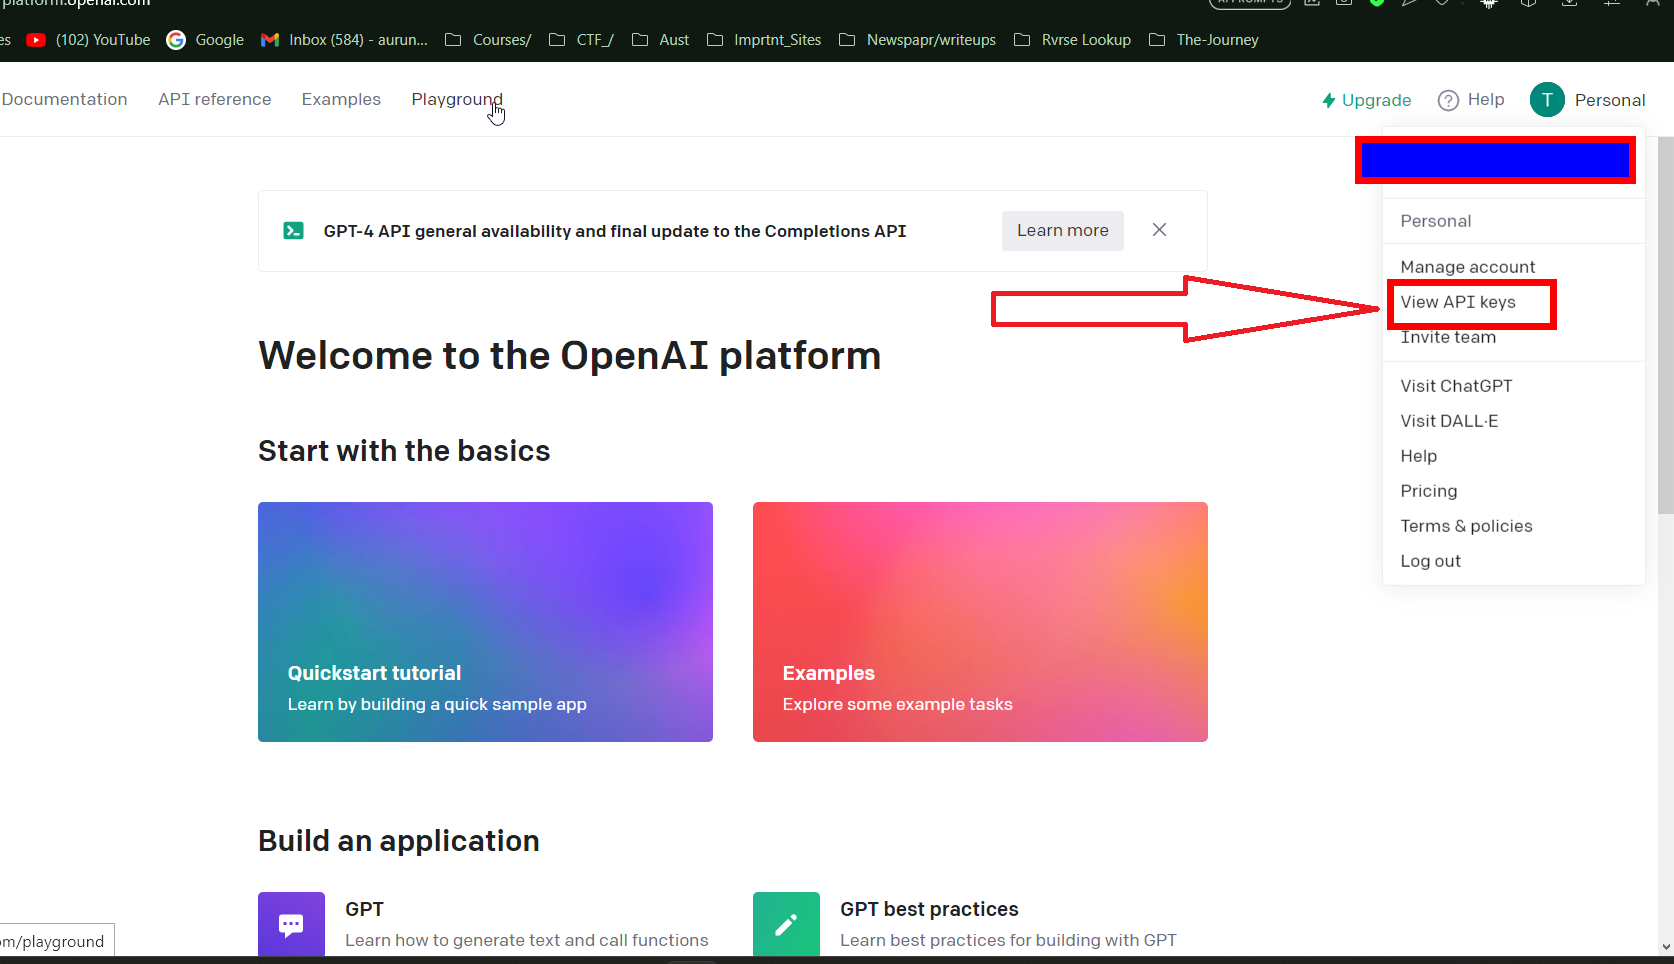 platform.openai.com
es (102) YouTube Google Inbox (584) - aurun... Courses/ CTF_/ Aust Imprtnt_Sites Newspapr/writeups Rvrse Lookup The-Journey
Documentation API reference Examples Playground Upgrade Help T Personal
GPT-4 API general availability and final update to the Completions API Learn more
Personal
Manage account
View API keys
Invite team
Visit ChatGPT
Visit DALL·E
Help
Pricing
Terms & policies
Log out
Welcome to the OpenAI platform
Start with the basics
Quickstart tutorial
Learn by building a quick sample app
Examples
Explore some example tasks
Build an application
GPT
Learn how to generate text and call functions
GPT best practices
Learn best practices for building with GPT
om/playground